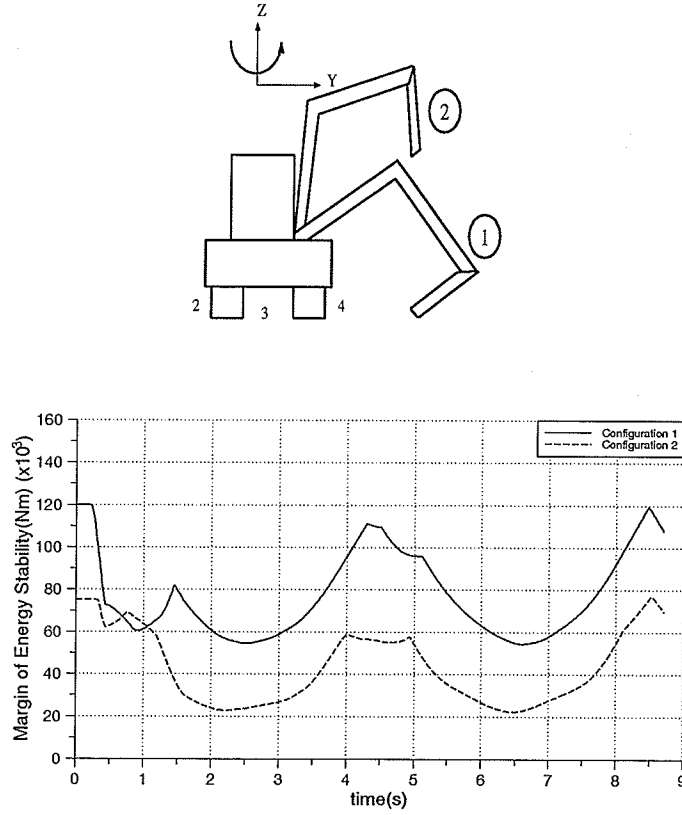 Z
Y
2
1
2
3
4
160
140
120
100
80
60
40
20
0
Margin of Energy Stability(Nm) (x10³)
Configuration 1
Configuration 2
0 1 2 3 4 5 6 7 8 9
time(s)